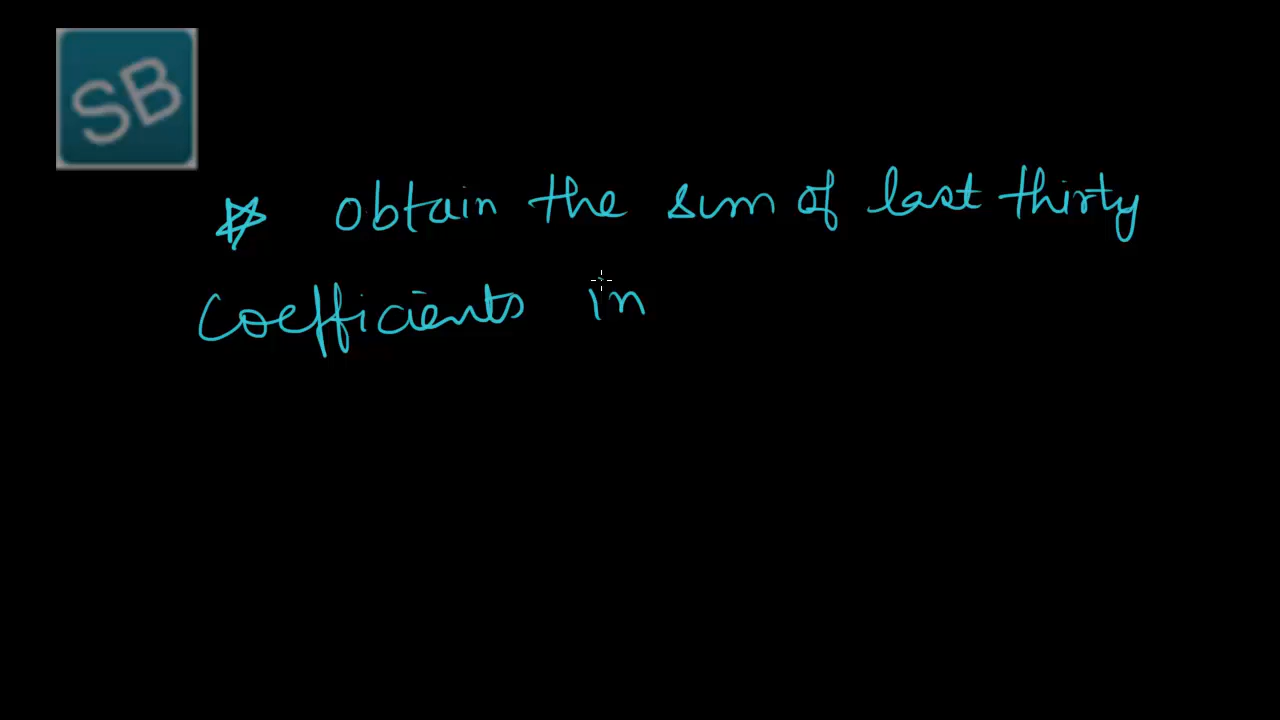 SB
obtain the sum of last thirty
coefficients in